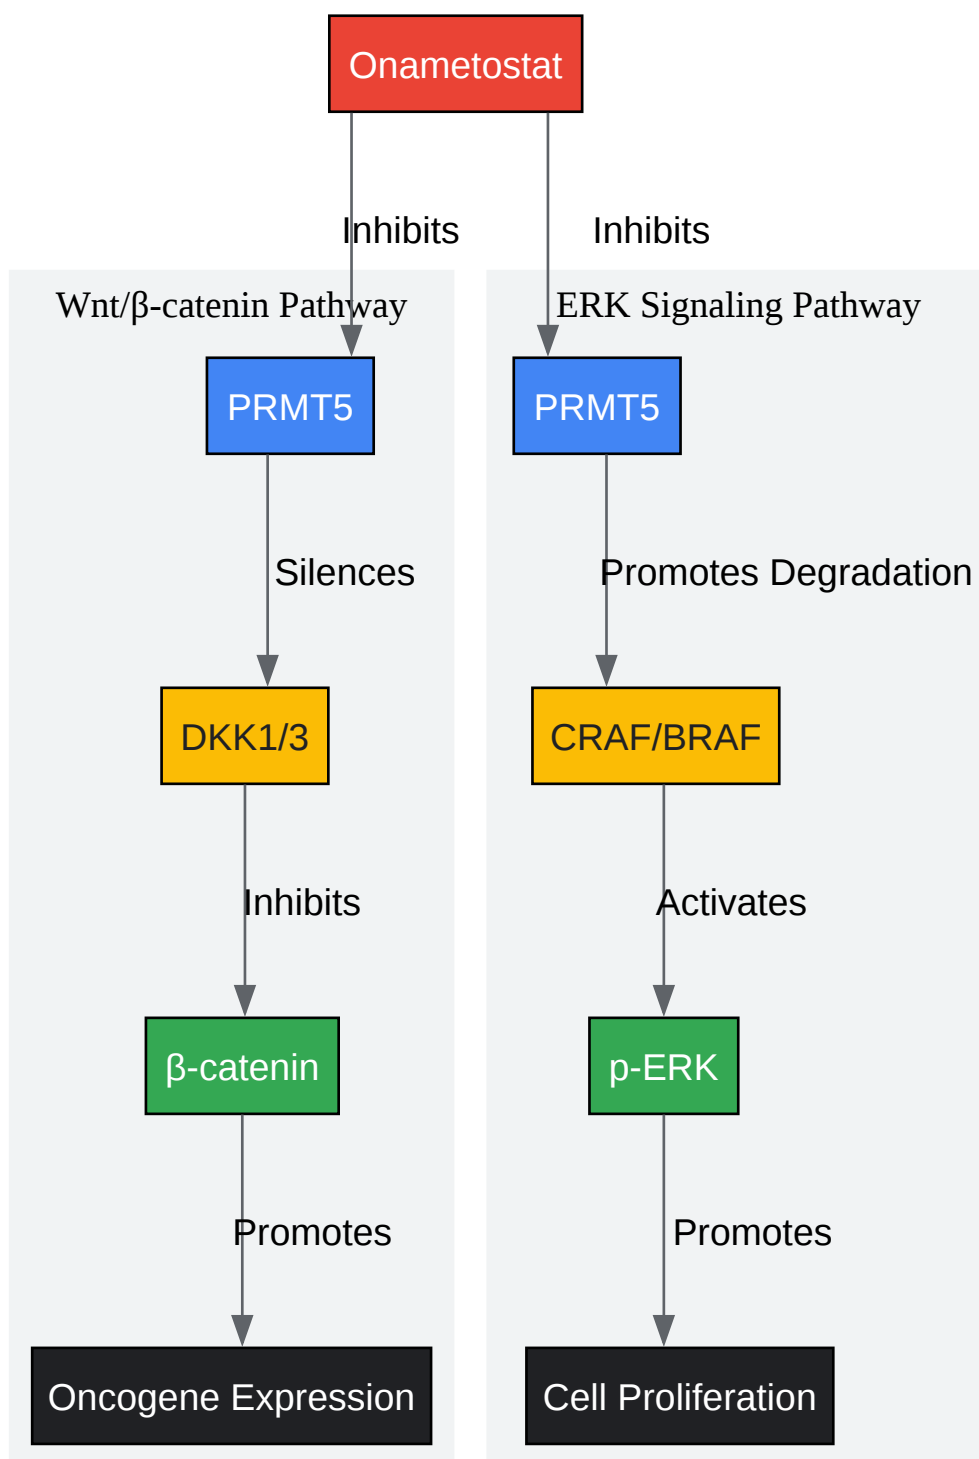 Onametostat
Inhibits
Inhibits
Wnt/β-catenin Pathway
PRMT5
Silences
DKK1/3
Inhibits
β-catenin
Promotes
Oncogene Expression
ERK Signaling Pathway
PRMT5
Promotes Degradation
CRAF/BRAF
Activates
p-ERK
Promotes
Cell Proliferation